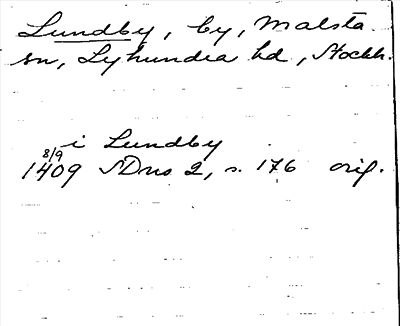 Lundby, by, Malsta
sn, Lyhundra hd, Stockh.
i Lundby
8/9
1409 SDns 2, s. 176 orig.